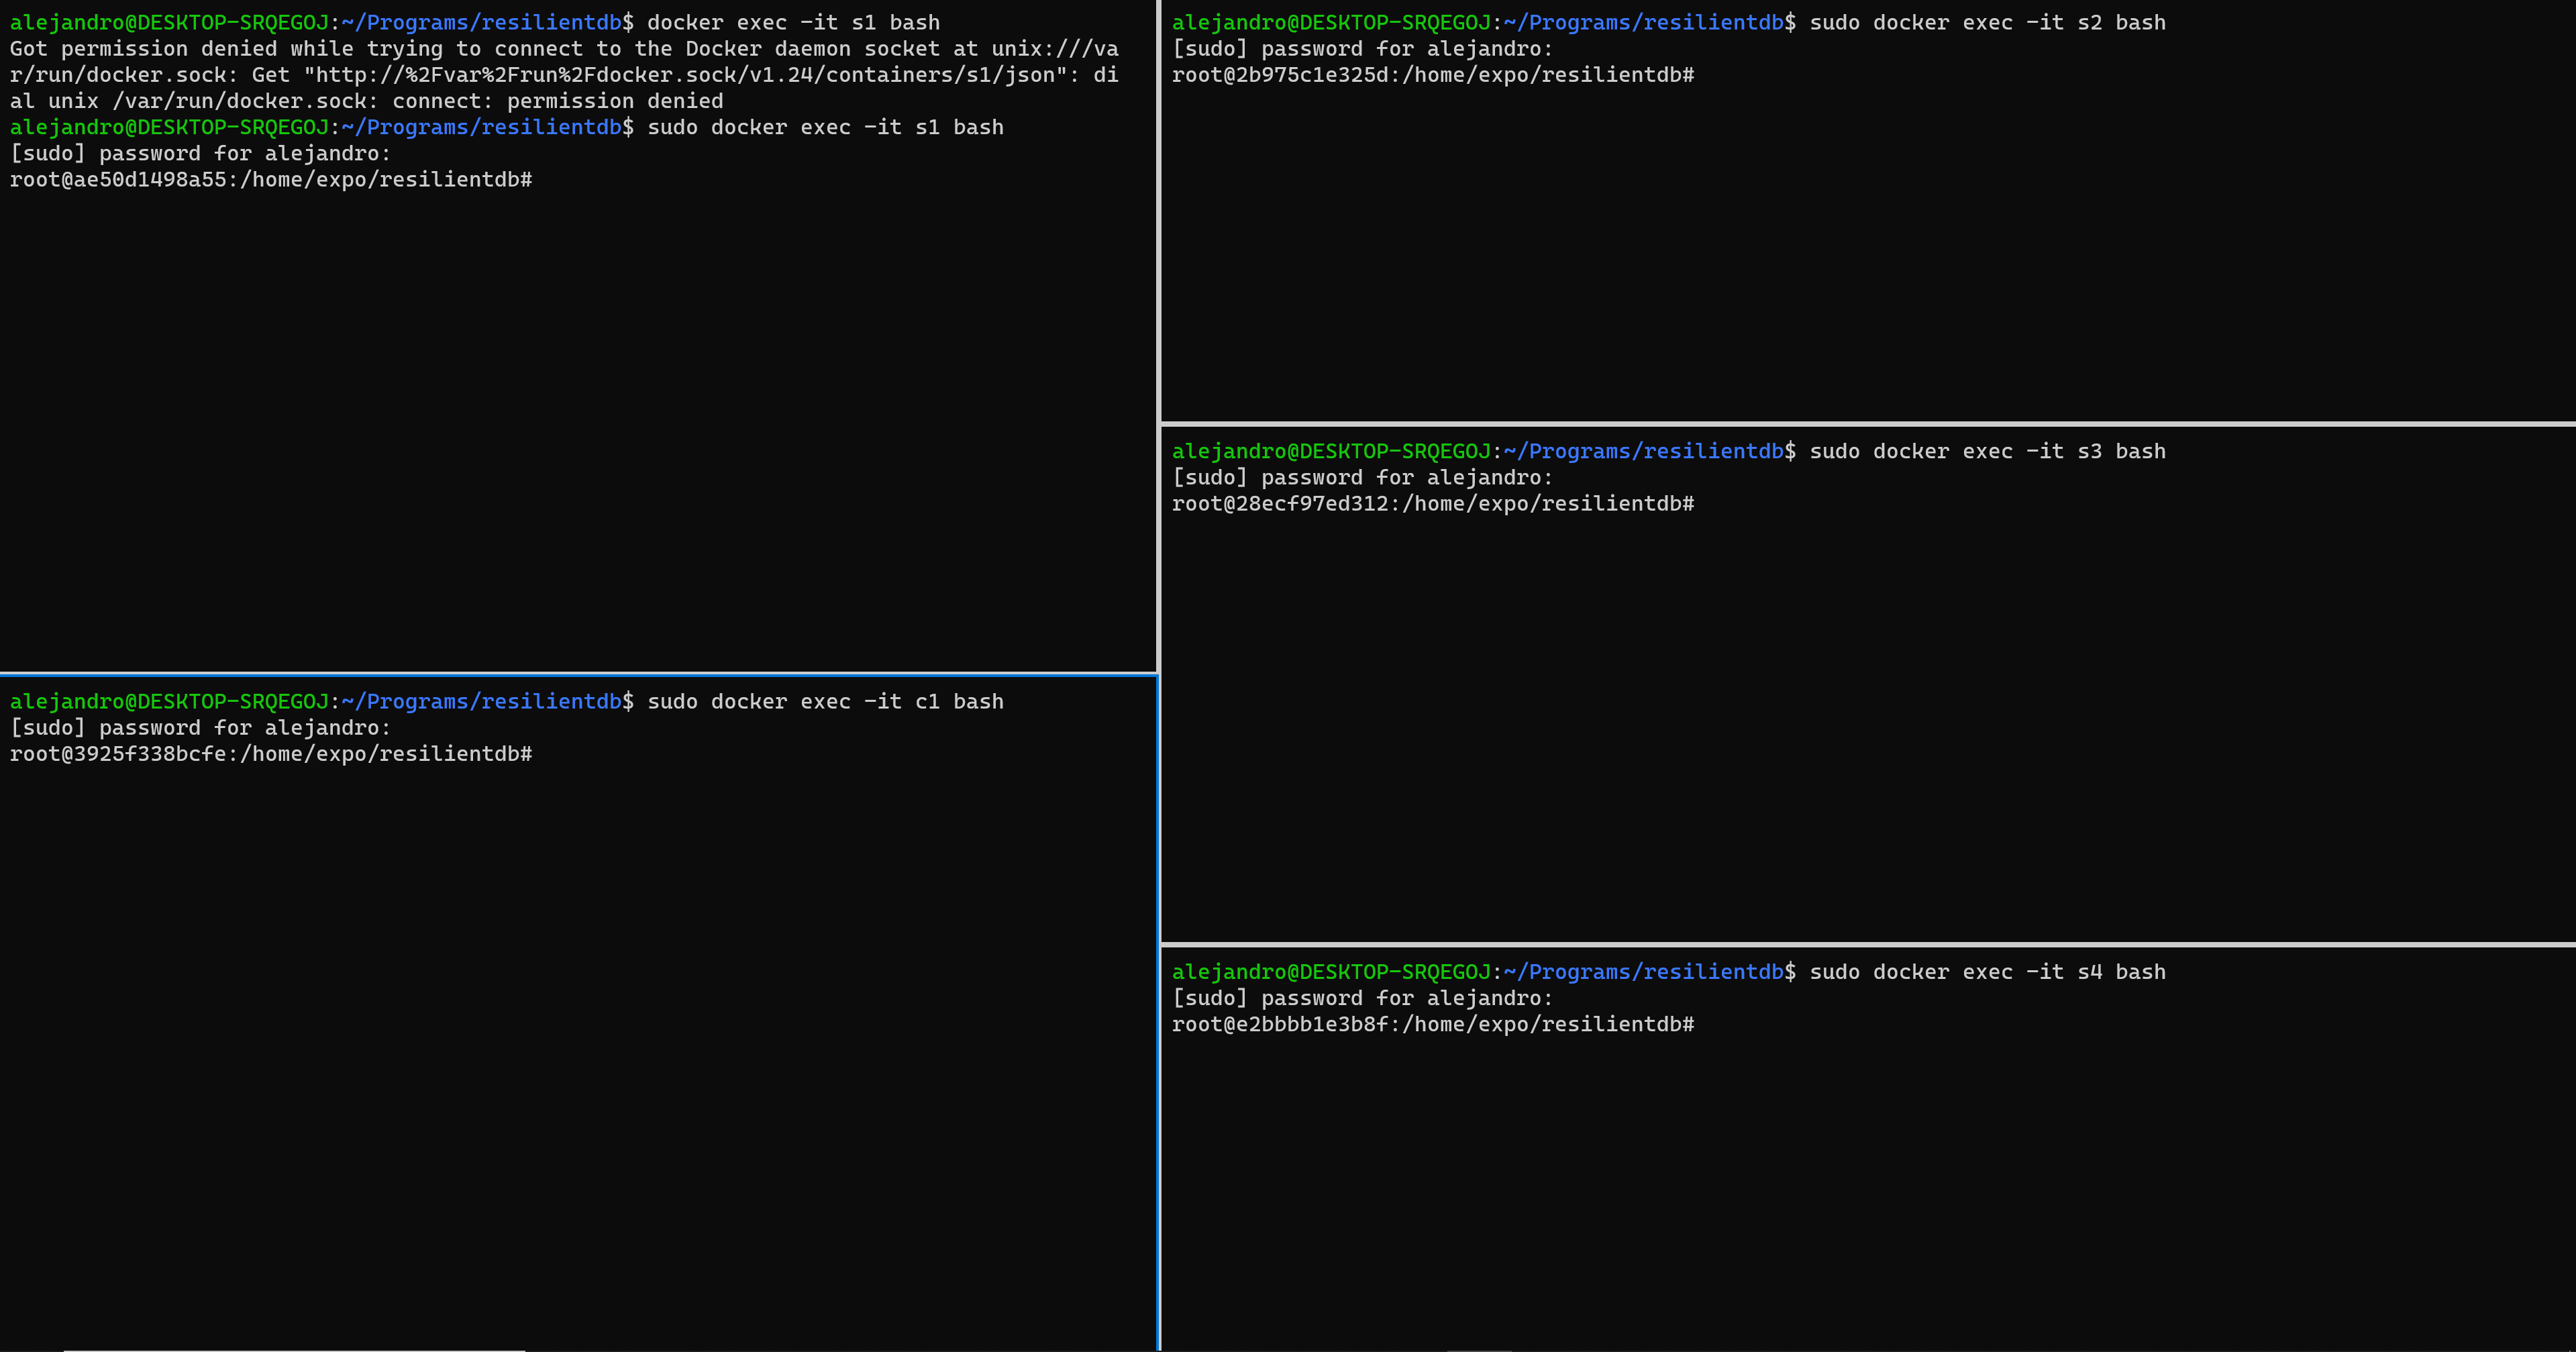 alejandro@DESKTOP-SRQEGOJ:~/Programs/resilientdb$ docker exec -it s1 bash
Got permission denied while trying to connect to the Docker daemon socket at unix:///va
r/run/docker.sock: Get "http://%2Fvar%2Frun%2Fdocker.sock/v1.24/containers/s1/json": di
al unix /var/run/docker.sock: connect: permission denied
alejandro@DESKTOP-SRQEGOJ:~/Programs/resilientdb$ sudo docker exec -it s1 bash
[sudo] password for alejandro:
root@ae50d1498a55:/home/expo/resilientdb#
alejandro@DESKTOP-SRQEGOJ:~/Programs/resilientdb$ sudo docker exec -it c1 bash
[sudo] password for alejandro:
root@3925f338bcfe:/home/expo/resilientdb#
alejandro@DESKTOP-SRQEGOJ:~/Programs/resilientdb$ sudo docker exec -it s2 bash
[sudo] password for alejandro:
root@2b975c1e325d:/home/expo/resilientdb#
alejandro@DESKTOP-SRQEGOJ:~/Programs/resilientdb$ sudo docker exec -it s3 bash
[sudo] password for alejandro:
root@28ecf97ed312:/home/expo/resilientdb#
alejandro@DESKTOP-SRQEGOJ:~/Programs/resilientdb$ sudo docker exec -it s4 bash
[sudo] password for alejandro:
root@e2bbbb1e3b8f:/home/expo/resilientdb#